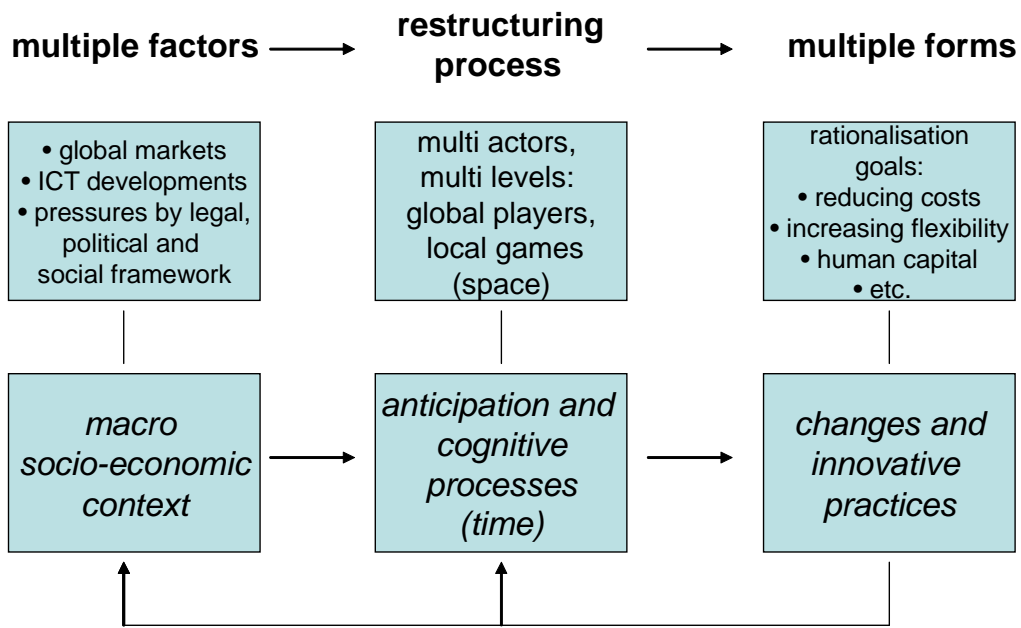 multiple factors
restructuring
process
multiple forms
• global markets
• ICT developments
• pressures by legal,
political and
social framework
multi actors,
multi levels:
global players,
local games
(space)
rationalisation
goals:
• reducing costs
• increasing flexibility
• human capital
• etc.
macro
socio-economic
context
anticipation and
cognitive
processes
(time)
changes and
innovative
practices